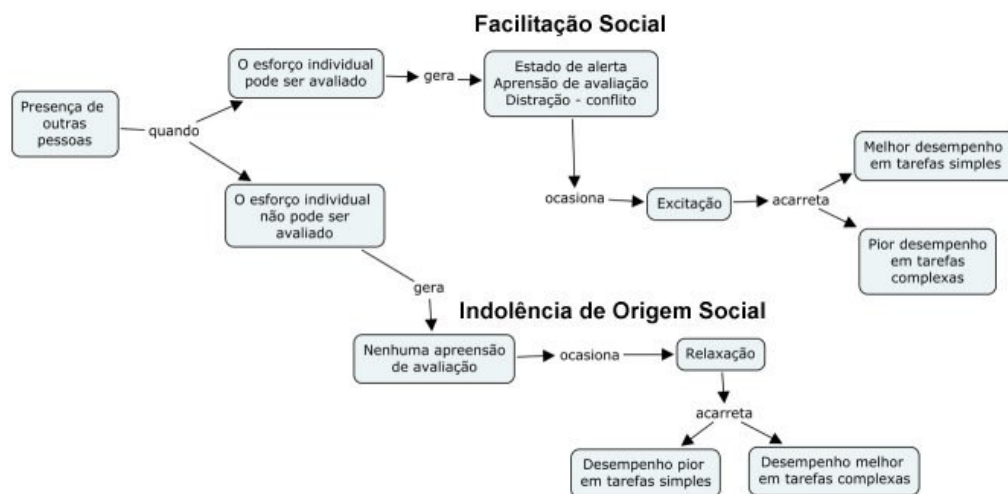 Facilitação Social
O esforço individual
pode ser avaliado
gera
Estado de alerta
Aprensão de avaliação
Distração - conflito
Presença de
outras
pessoas
quando
Melhor desempenho
em tarefas simples
O esforço individual
não pode ser
avaliado
ocasiona
Excitação
acarreta
Pior desempenho
em tarefas
complexas
gera
Indolência de Origem Social
Nenhuma apreensão
de avaliação
ocasiona
Relaxação
acarreta
Desempenho pior
em tarefas simples
Desempenho melhor
em tarefas complexas